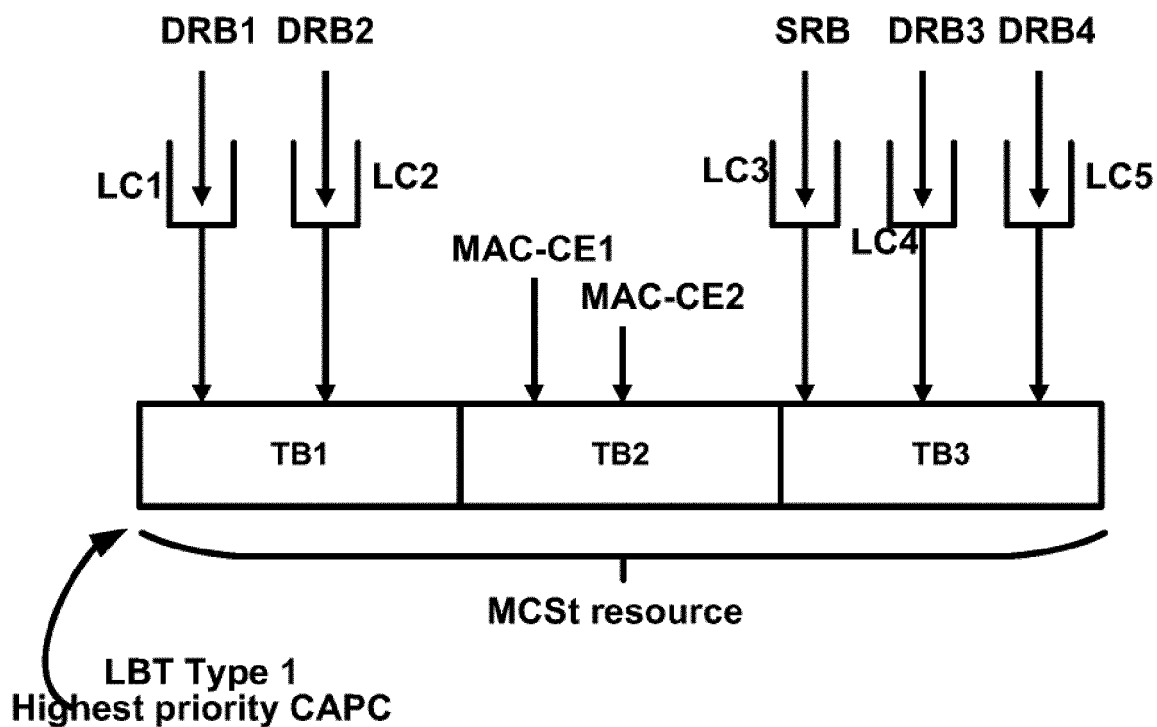 DRB1 DRB2 SRB DRB3 DRB4
LC1 LC2 LC3 LC4 LC5
MAC-CE1
MAC-CE2
TB1 TB2 TB3
MCSt resource
LBT Type 1
Highest priority CAPC